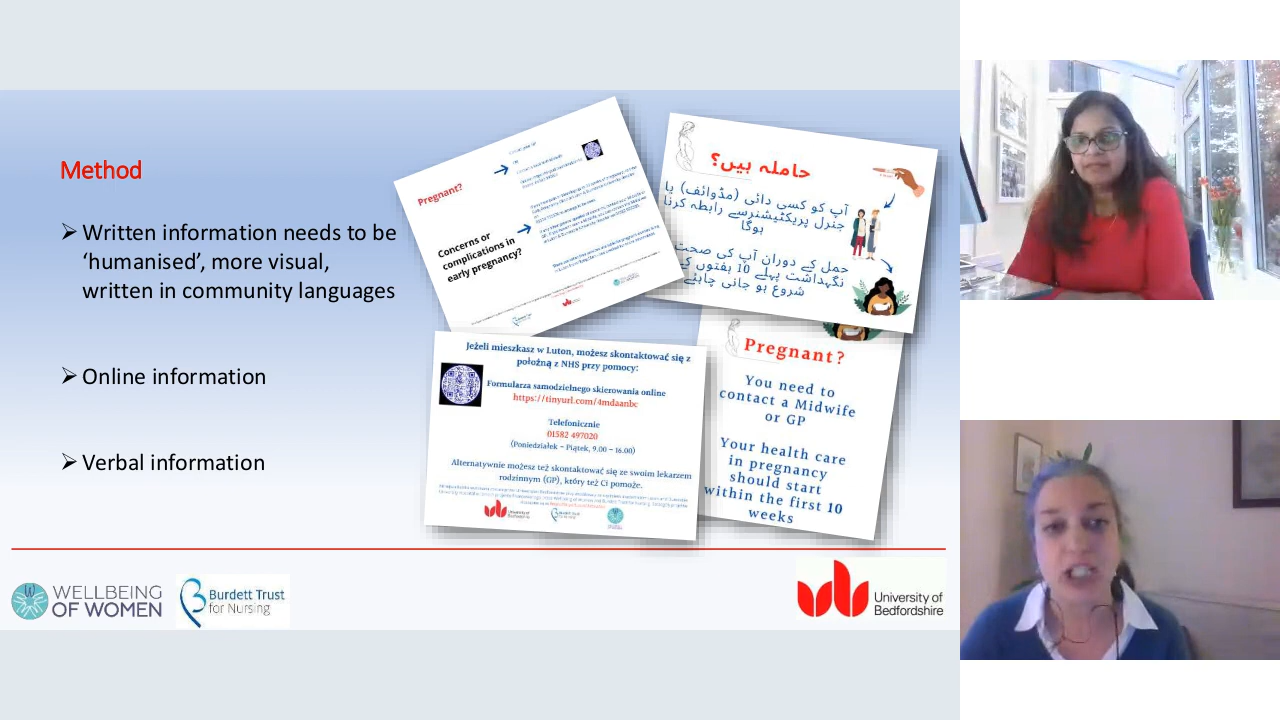 Method
➢ Written information needs to be
‘humanised’, more visual,
written in community languages
➢ Online information
➢ Verbal information
Pregnant?
Concerns or
complications in
early pregnancy?
حاملہ ہیں؟
آپ کو کسی دائی (مڈوائف) یا
جنرل پریکٹیشنرسے رابطہ کرنا
ہوگا
حمل کے دوران آپ کی صحت
نگہداشت پہلے 10 ہفتوں کے
شروع ہو جانی چاہئے
Jeżeli mieszkasz w Luton, możesz skontaktować się z
położną z NHS przy pomocy:
Formularza samodzielnego skierowania online
https://tinyurl.com/4mdaanbc
Telefonicznie
01582 497020
(Poniedziałek – Piątek, 9.00 – 16.00)
Alternatywnie możesz też skontaktować się ze swoim lekarzem
rodzinnym (GP), który też Ci pomoże.
Pregnant?
You need to
contact a Midwife
or GP
Your health care
in pregnancy
should start
within the first 10
weeks
WELLBEING
OF WOMEN
Burdett Trust
for Nursing
University of
Bedfordshire